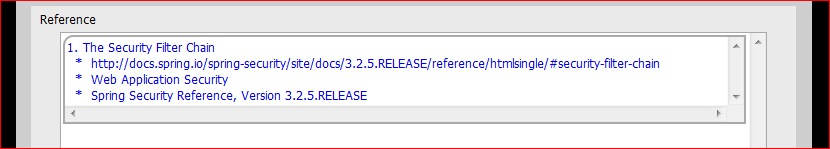 Reference
1. The Security Filter Chain
* http://docs.spring.io/spring-security/site/docs/3.2.5.RELEASE/reference/htmlsingle/#security-filter-chain
* Web Application Security
* Spring Security Reference, Version 3.2.5.RELEASE